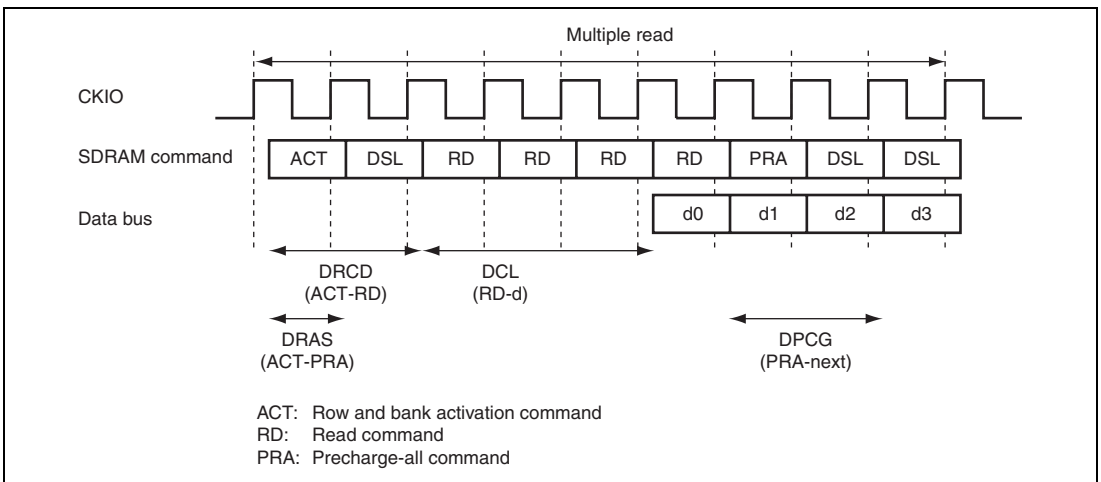 Multiple read
CKIO
SDRAM command ACT DSL RD RD RD RD PRA DSL DSL
Data bus d0 d1 d2 d3
DRCD
(ACT-RD)
DCL
(RD-d)
DRAS
(ACT-PRA)
DPCG
(PRA-next)
ACT: Row and bank activation command
RD: Read command
PRA: Precharge-all command